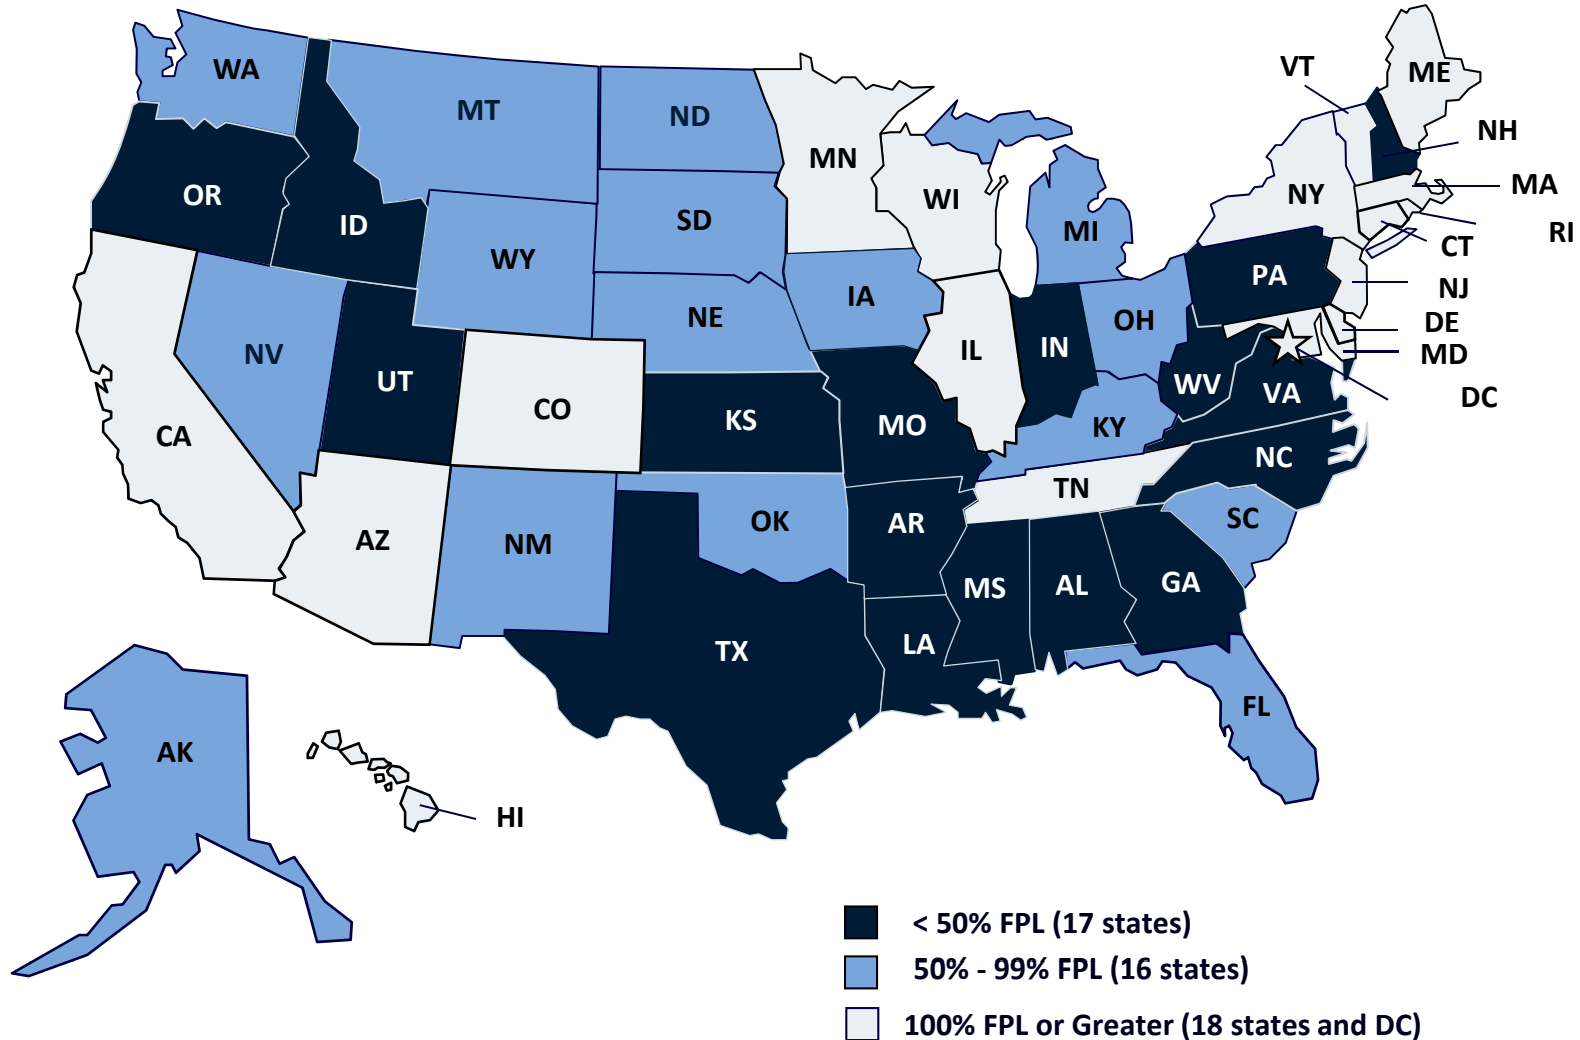 WA
MT
ND
MN
VT
ME
NH
OR
ID
SD
WI
MI
NY
MA
RI
CT
WY
IA
PA
NJ
NE
OH
DE
NV
IL
IN
MD
UT
WV
VA
DC
CO
KS
MO
KY
CA
NC
TN
AZ
NM
OK
AR
SC
MS
AL
GA
TX
LA
FL
AK
HI
< 50% FPL (17 states)
50% - 99% FPL (16 states)
100% FPL or Greater (18 states and DC)